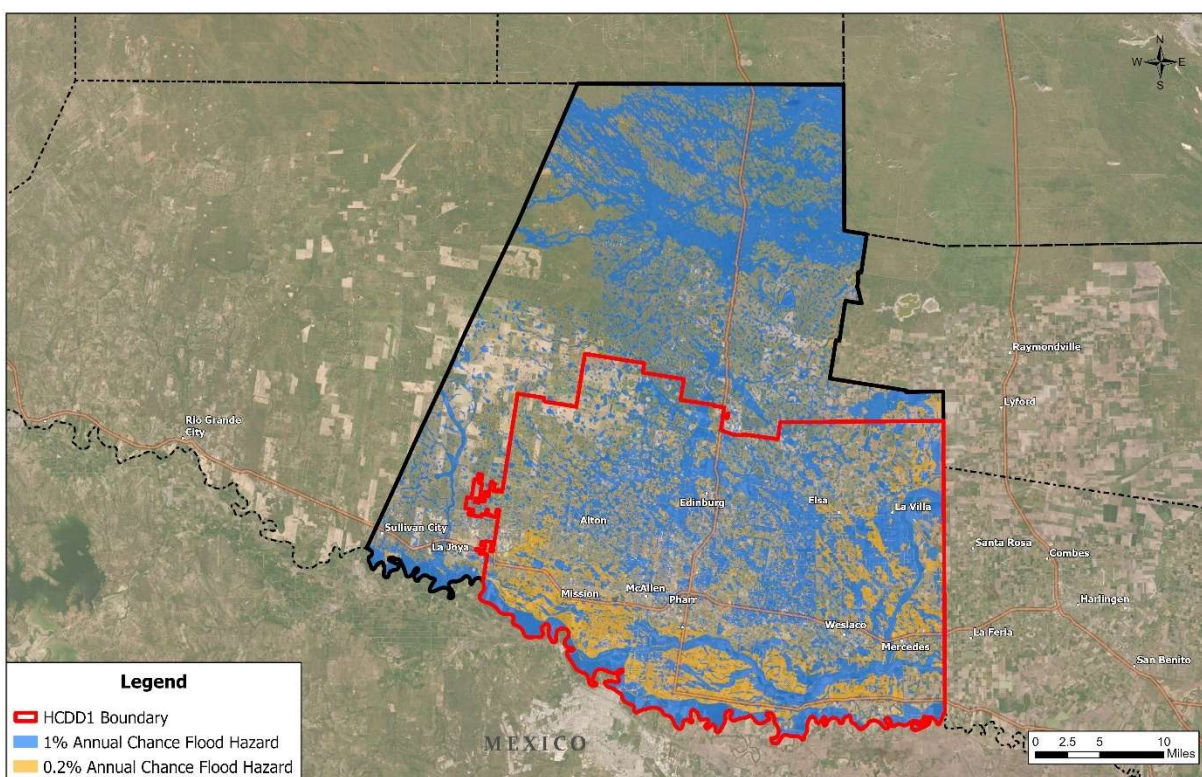 N
W E
S
Raymondville
Lyford
Rio Grande
City
Edinburg
Elsa
La Villa
Sullivan City
Alton
La Joya
Santa Rosa
Combes
Mission
McAllen
Pharr
Harlingen
Weslaco
La Feria
Mercedes
San Benito
MEXICO
Legend
HCDD1 Boundary
1% Annual Chance Flood Hazard
0.2% Annual Chance Flood Hazard
0 2.5 5 10
Miles